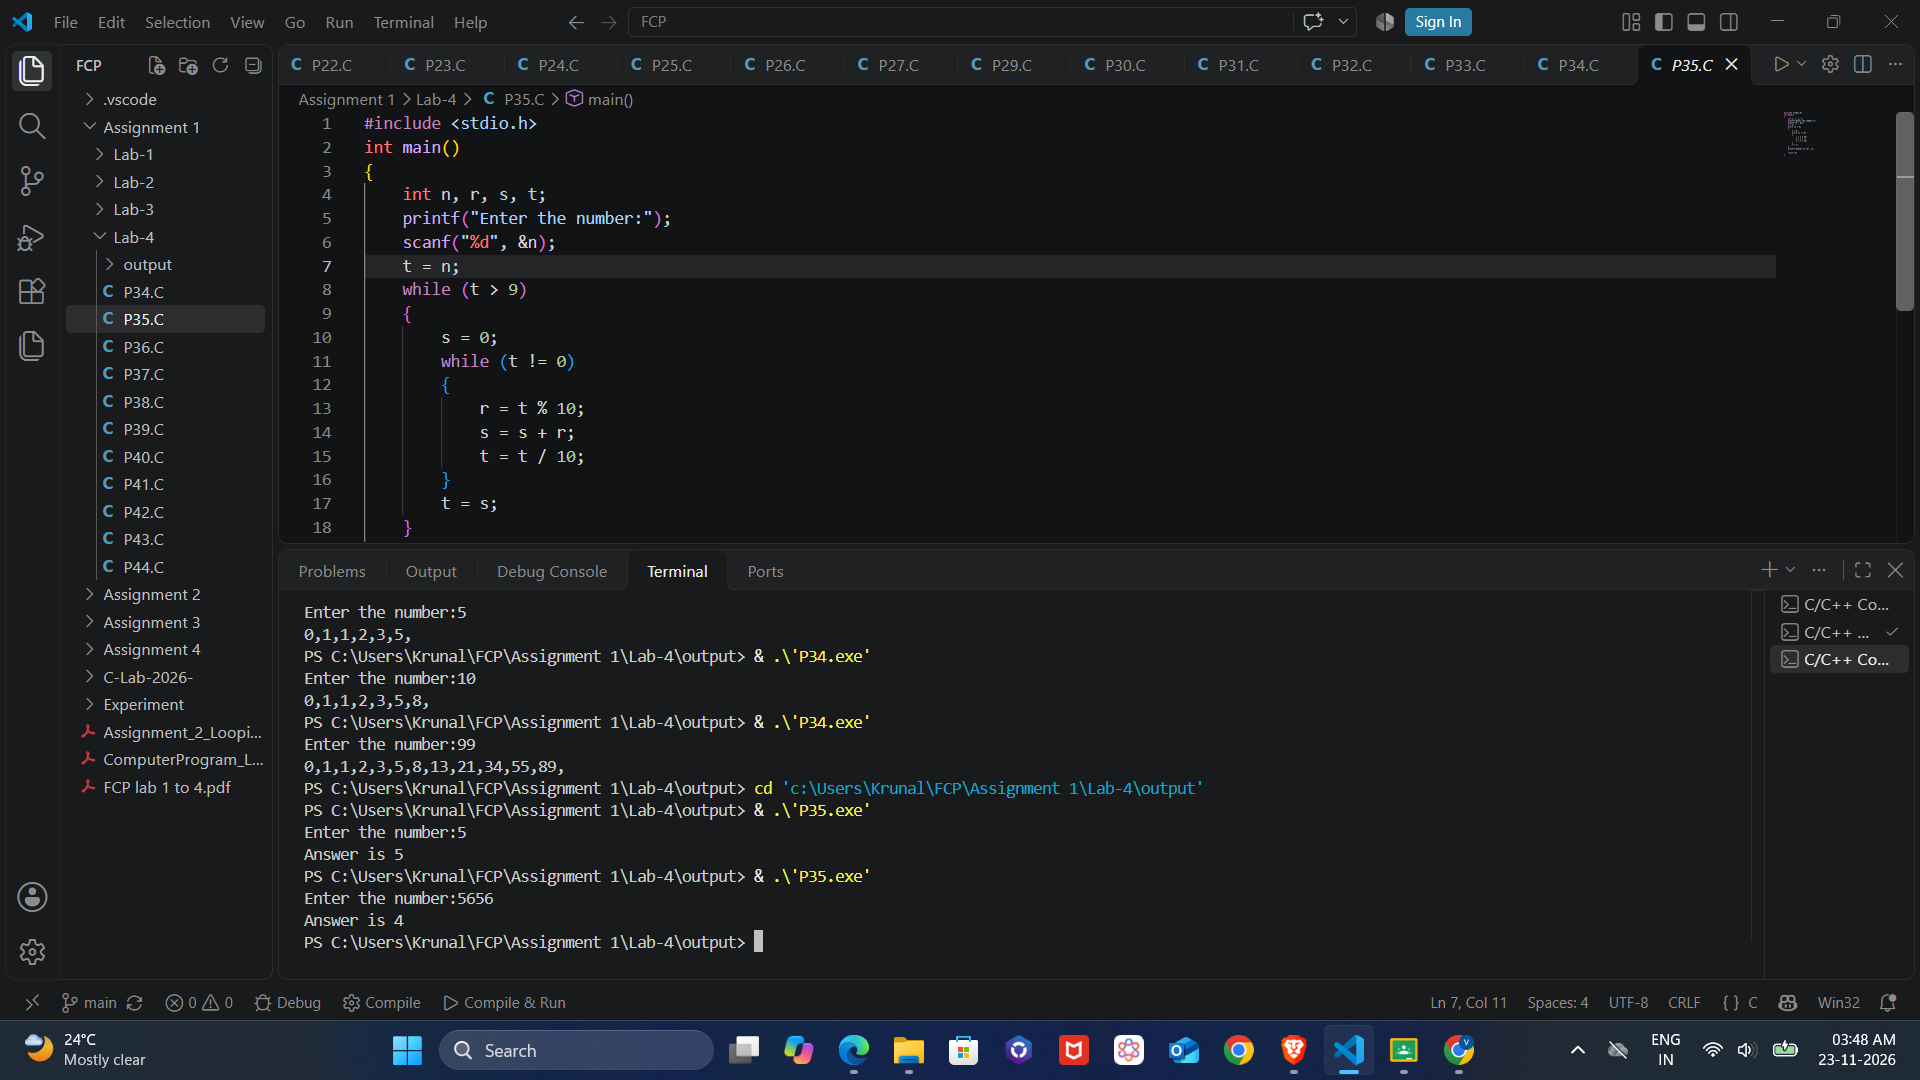 File Edit Selection View Go Run Terminal Help FCP Sign In
FCP
.vscode
Assignment 1
Lab-1
Lab-2
Lab-3
Lab-4
output
P34.C
P35.C
P36.C
P37.C
P38.C
P39.C
P40.C
P41.C
P42.C
P43.C
P44.C
Assignment 2
Assignment 3
Assignment 4
C-Lab-2026-
Experiment
Assignment_2_Loopi...
ComputerProgram_L...
FCP lab 1 to 4.pdf
C P22.C C P23.C C P24.C C P25.C C P26.C C P27.C C P29.C C P30.C C P31.C C P32.C C P33.C C P34.C C P35.C
Assignment 1 > Lab-4 > C P35.C > main()
1 #include <stdio.h>
2 int main()
3 {
4 int n, r, s, t;
5 printf("Enter the number:");
6 scanf("%d", &n);
7 t = n;
8 while (t > 9)
9 {
10 s = 0;
11 while (t != 0)
12 {
13 r = t % 10;
14 s = s + r;
15 t = t / 10;
16 }
17 t = s;
18 }
Problems Output Debug Console Terminal Ports
Enter the number:5
0,1,1,2,3,5,
PS C:\Users\Krunal\FCP\Assignment 1\Lab-4\output> & .\'P34.exe'
Enter the number:10
0,1,1,2,3,5,8,
PS C:\Users\Krunal\FCP\Assignment 1\Lab-4\output> & .\'P34.exe'
Enter the number:99
0,1,1,2,3,5,8,13,21,34,55,89,
PS C:\Users\Krunal\FCP\Assignment 1\Lab-4\output> cd 'c:\Users\Krunal\FCP\Assignment 1\Lab-4\output'
PS C:\Users\Krunal\FCP\Assignment 1\Lab-4\output> & .\'P35.exe'
Enter the number:5
Answer is 5
PS C:\Users\Krunal\FCP\Assignment 1\Lab-4\output> & .\'P35.exe'
Enter the number:5656
Answer is 4
PS C:\Users\Krunal\FCP\Assignment 1\Lab-4\output>
C/C++ Co...
C/C++ ...
C/C++ Co...
main 0 0 Debug Compile Compile & Run Ln 7, Col 11 Spaces: 4 UTF-8 CRLF {} C Win32
24°C
Mostly clear
Search
ENG
IN
03:48 AM
23-11-2026